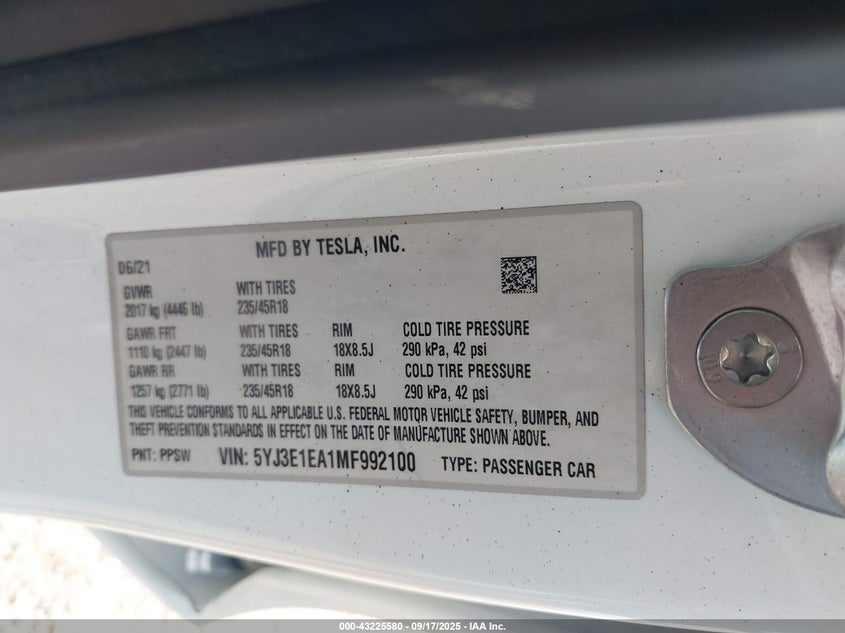 MFD BY TESLA, INC.
06/21
GVWR WITH TIRES
2017 kg (4446 lb) 235/45R18
GAWR FRT WITH TIRES RIM COLD TIRE PRESSURE
1110 kg (2447 lb) 235/45R18 18X8.5J 290 kPa, 42 psi
GAWR RR WITH TIRES RIM COLD TIRE PRESSURE
1257 kg (2771 lb) 235/45R18 18X8.5J 290 kPa, 42 psi
THIS VEHICLE CONFORMS TO ALL APPLICABLE U.S. FEDERAL MOTOR VEHICLE SAFETY, BUMPER, AND
THEFT PREVENTION STANDARDS IN EFFECT ON THE DATE OF MANUFACTURE SHOWN ABOVE.
PNT: PPSW VIN: 5YJ3E1EA1MF992100 TYPE: PASSENGER CAR
000-43225580 - 09/17/2025 - IAA Inc.